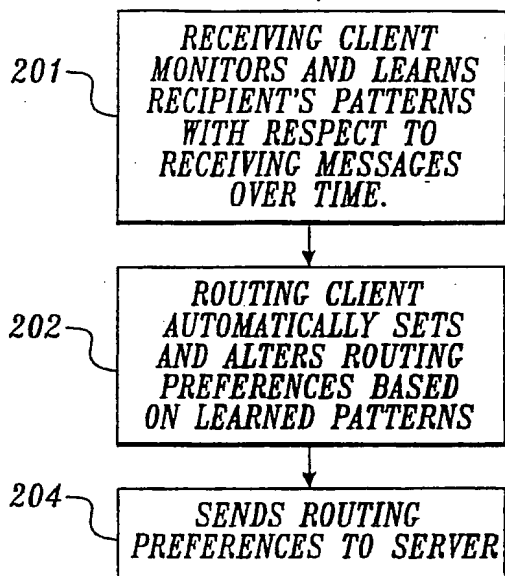 201
RECEIVING CLIENT
MONITORS AND LEARNS
RECIPIENT'S PATTERNS
WITH RESPECT TO
RECEIVING MESSAGES
OVER TIME.
202
ROUTING CLIENT
AUTOMATICALLY SETS
AND ALTERS ROUTING
PREFERENCES BASED
ON LEARNED PATTERNS
204
SENDS ROUTING
PREFERENCES TO SERVER